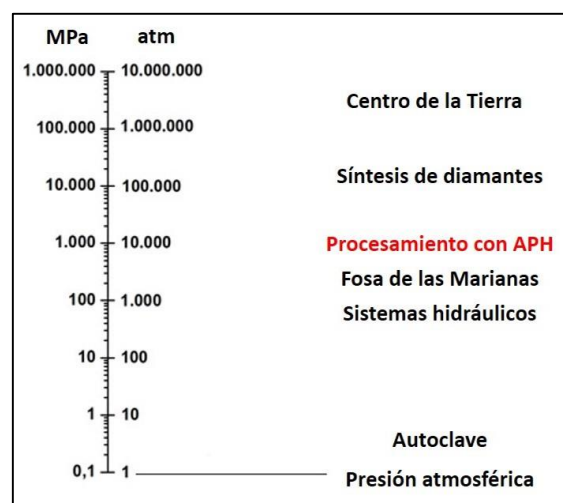 MPa atm
1.000.000 10.000.000
Centro de la Tierra
100.000 1.000.000
Síntesis de diamantes
10.000 100.000
1.000 10.000
Procesamiento con APH
Fosa de las Marianas
100 1.000
Sistemas hidráulicos
10 100
1 10
Autoclave
0,1 1
Presión atmosférica